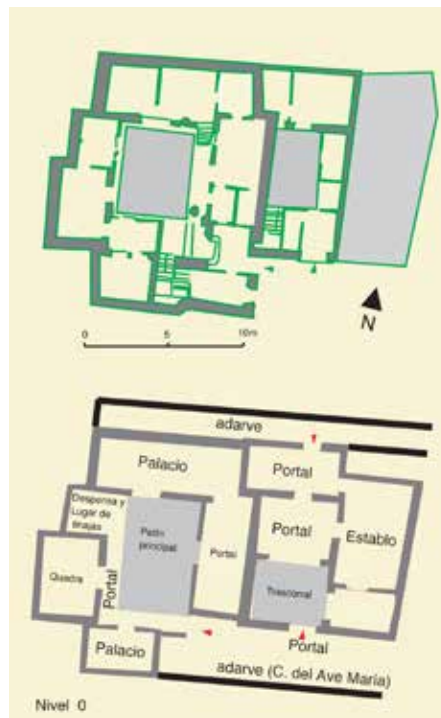 0 5 10m
N
adarve
Palacio
Portal
Despensa y
Lugar de
tinajas
Patin
principal
Portal
Portal
Establo
Quadra
Portal
Trascorral
Palacio
Portal
adarve (C. del Ave María)
Nivel 0